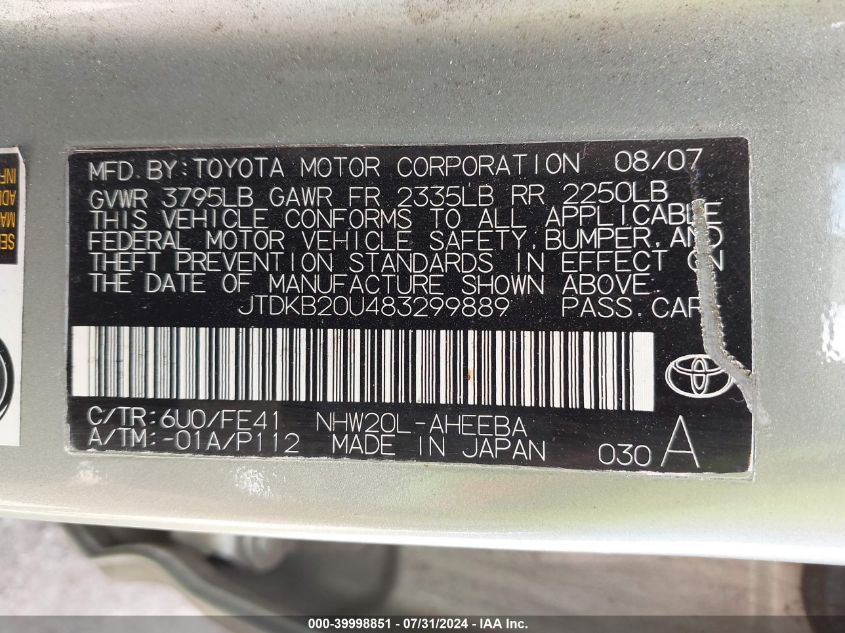 MFD. BY: TOYOTA MOTOR CORPORATION 08/07
GVWR 3795LB GAWR FR 2335LB RR 2250LB
THIS VEHICLE CONFORMS TO ALL APPLICABLE
FEDERAL MOTOR VEHICLE SAFETY, BUMPER, AND
THEFT PREVENTION STANDARDS IN EFFECT ON
THE DATE OF MANUFACTURE SHOWN ABOVE.
JTDKB20U483299889 PASS. CAR
C/TR: 6U0/FE41 NHW20L-AHEEBA
A/TM: -01A/P112 MADE IN JAPAN 030 A
000-39998851 / 07/31/2024 - IAA Inc.